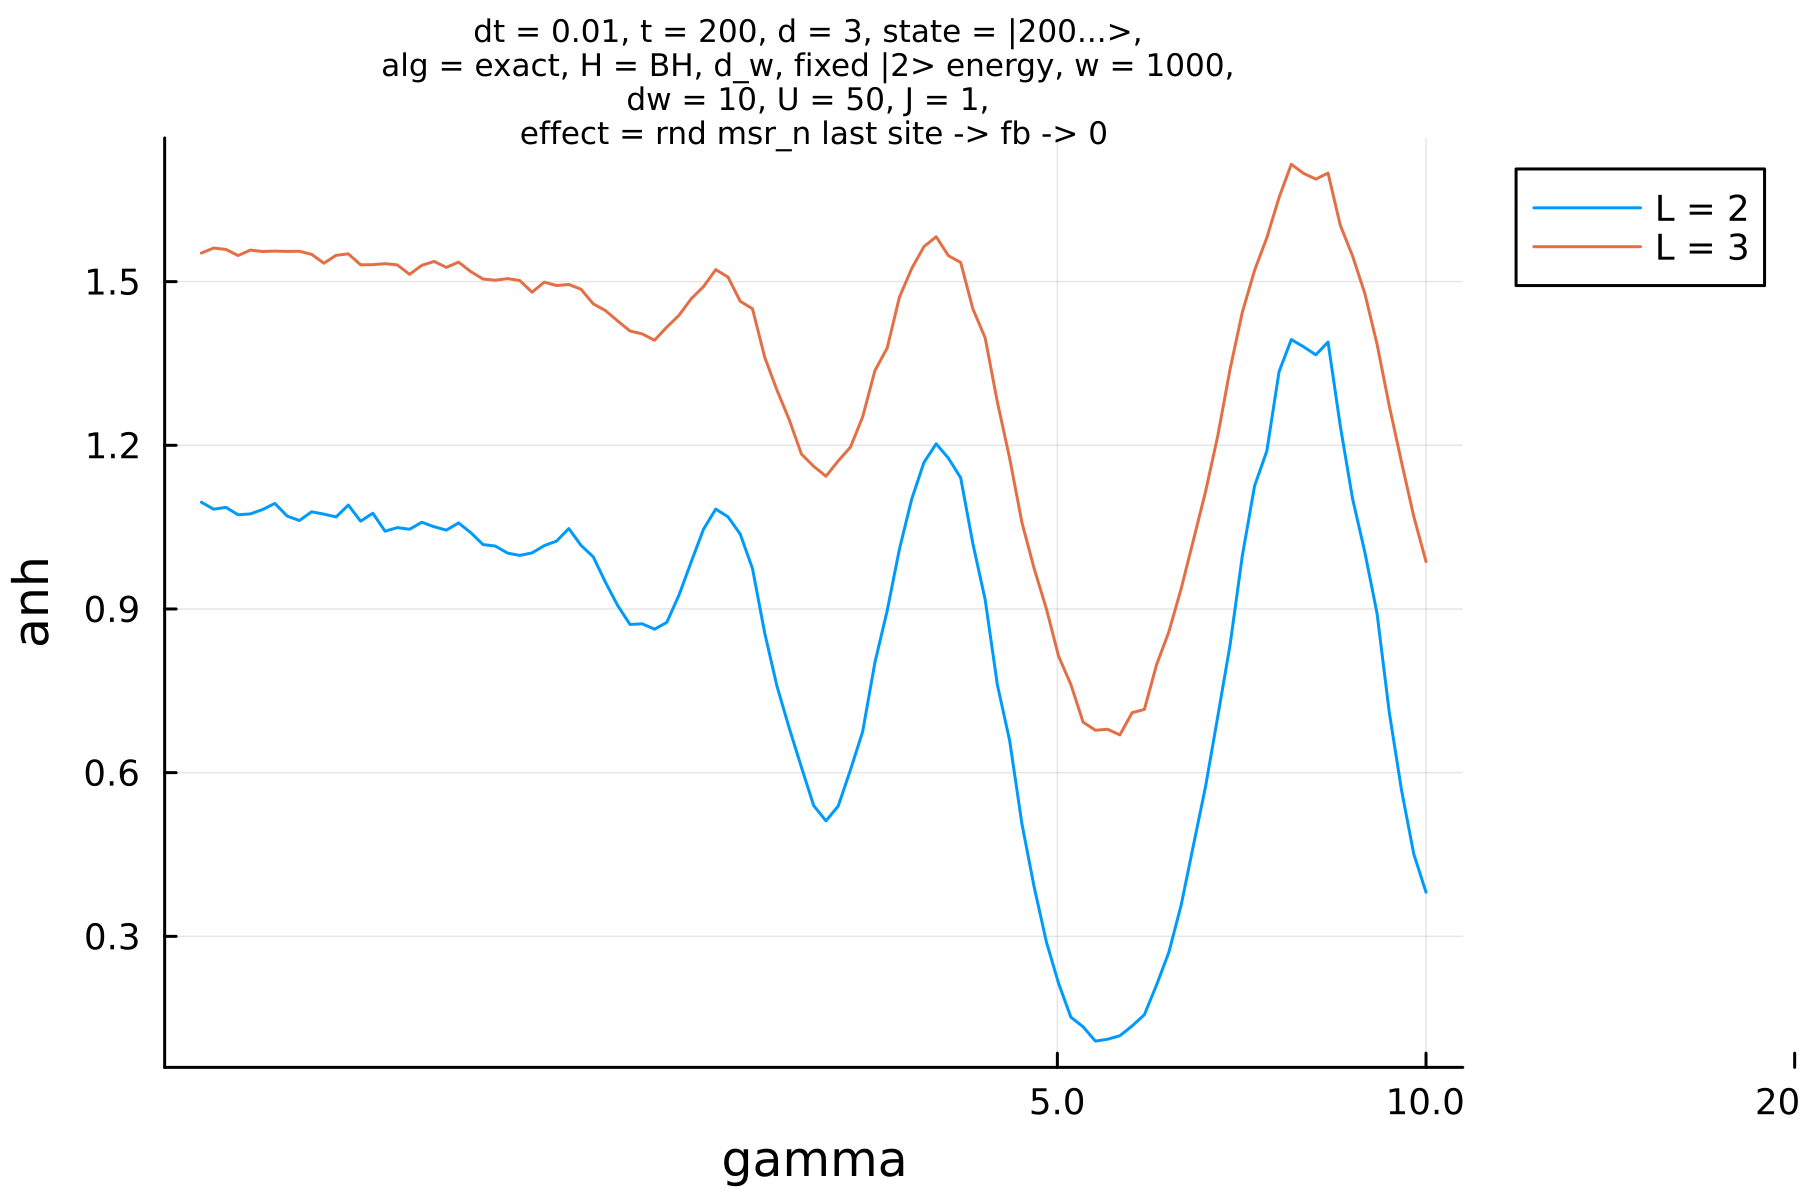 dt = 0.01, t = 200, d = 3, state = |200...>,
alg = exact, H = BH, d_w, fixed |2> energy, w = 1000,
dw = 10, U = 50, J = 1,
effect = rnd msr_n last site -> fb -> 0
L = 2
L = 3
1.5
1.2
0.9
0.6
0.3
anh
5.0
10.0
20
gamma